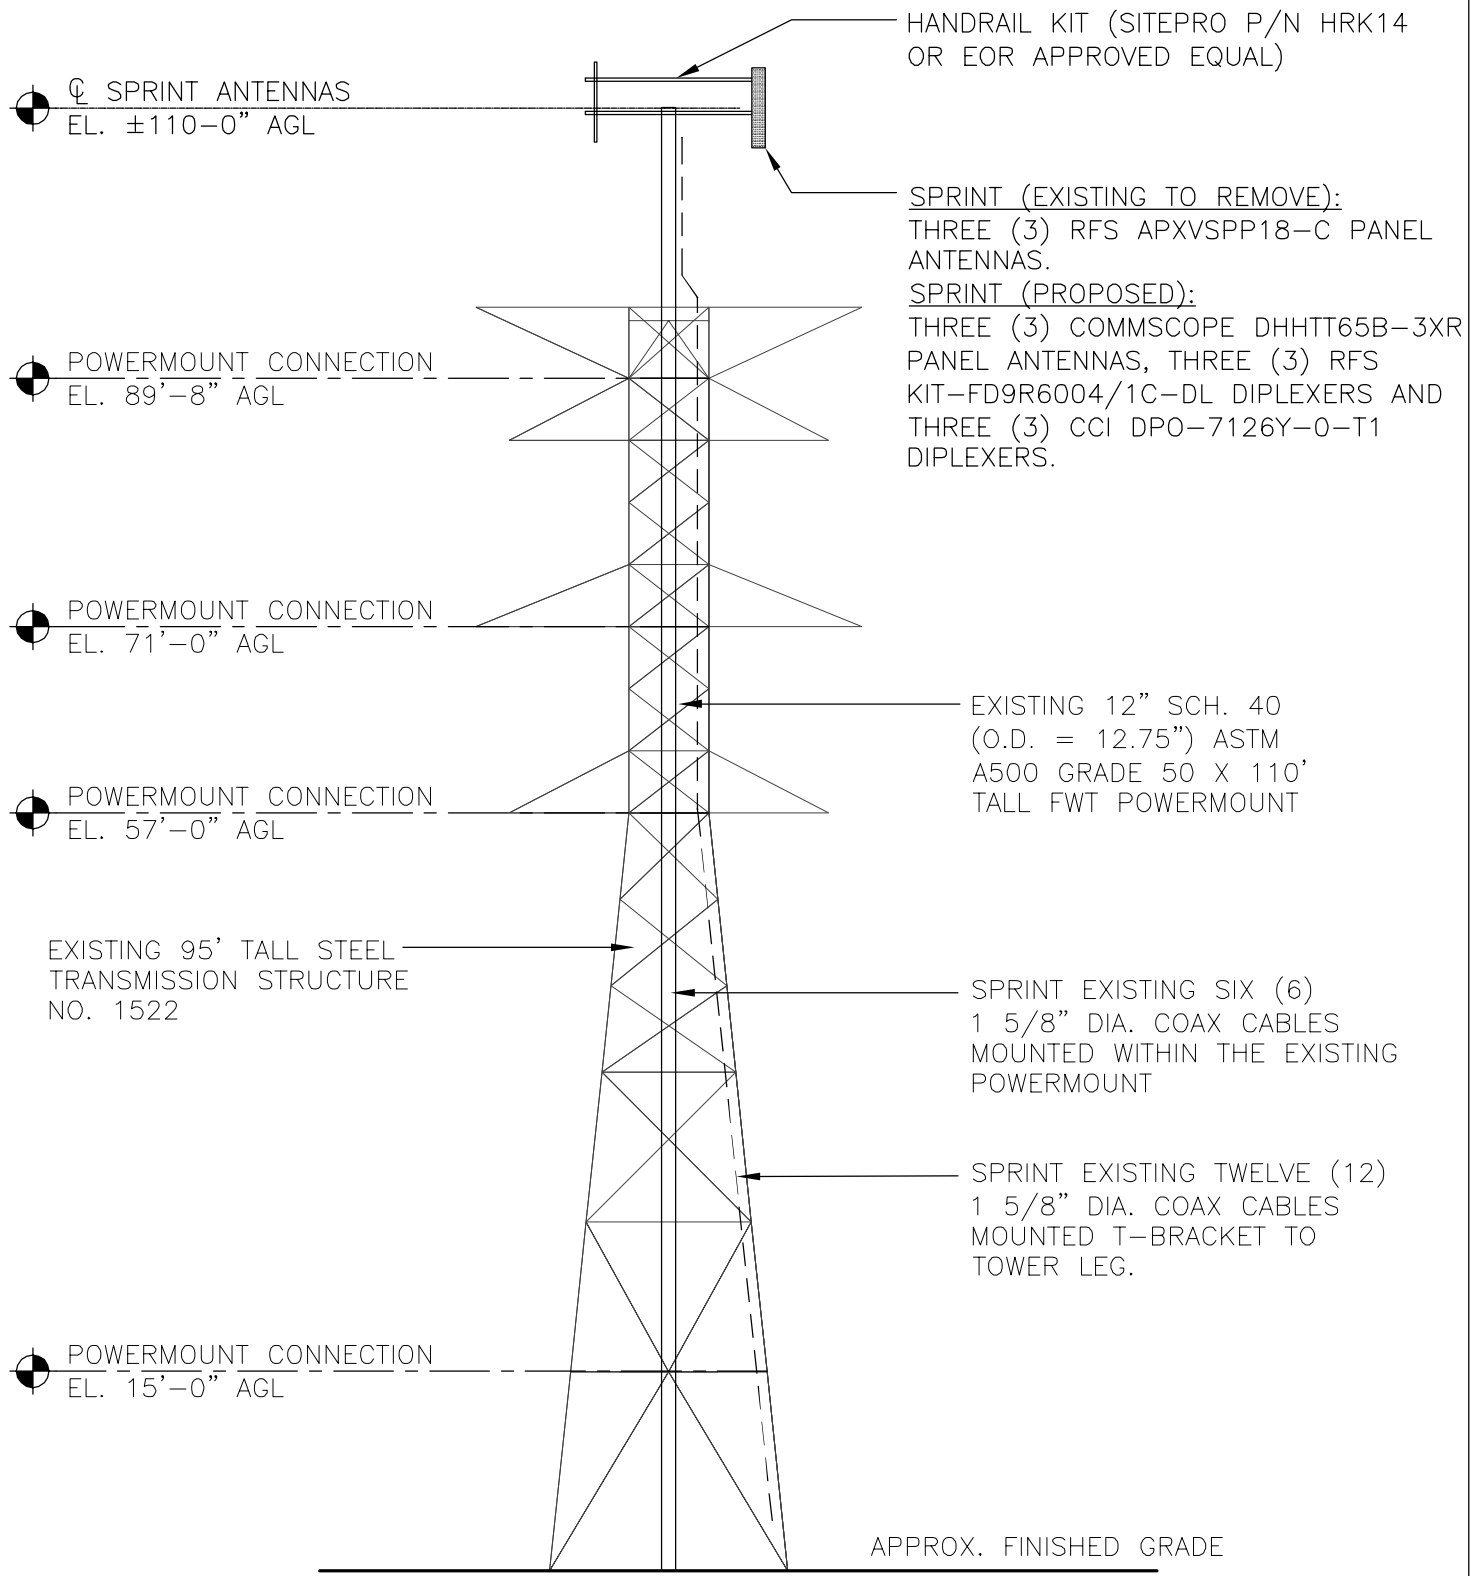 HANDRAIL KIT (SITEPRO P/N HRK14
OR EOR APPROVED EQUAL)
℄ SPRINT ANTENNAS
EL. ±110-0" AGL
SPRINT (EXISTING TO REMOVE):
THREE (3) RFS APXVSPP18-C PANEL
ANTENNAS.
SPRINT (PROPOSED):
THREE (3) COMMSCOPE DHHTT65B-3XR
PANEL ANTENNAS, THREE (3) RFS
KIT-FD9R6004/1C-DL DIPLEXERS AND
THREE (3) CCI DPO-7126Y-0-T1
DIPLEXERS.
POWERMOUNT CONNECTION
EL. 89'-8" AGL
POWERMOUNT CONNECTION
EL. 71'-0" AGL
EXISTING 12" SCH. 40
(O.D. = 12.75") ASTM
A500 GRADE 50 X 110'
TALL FWT POWERMOUNT
POWERMOUNT CONNECTION
EL. 57'-0" AGL
EXISTING 95' TALL STEEL
TRANSMISSION STRUCTURE
NO. 1522
SPRINT EXISTING SIX (6)
1 5/8" DIA. COAX CABLES
MOUNTED WITHIN THE EXISTING
POWERMOUNT
SPRINT EXISTING TWELVE (12)
1 5/8" DIA. COAX CABLES
MOUNTED T-BRACKET TO
TOWER LEG.
POWERMOUNT CONNECTION
EL. 15'-0" AGL
APPROX. FINISHED GRADE